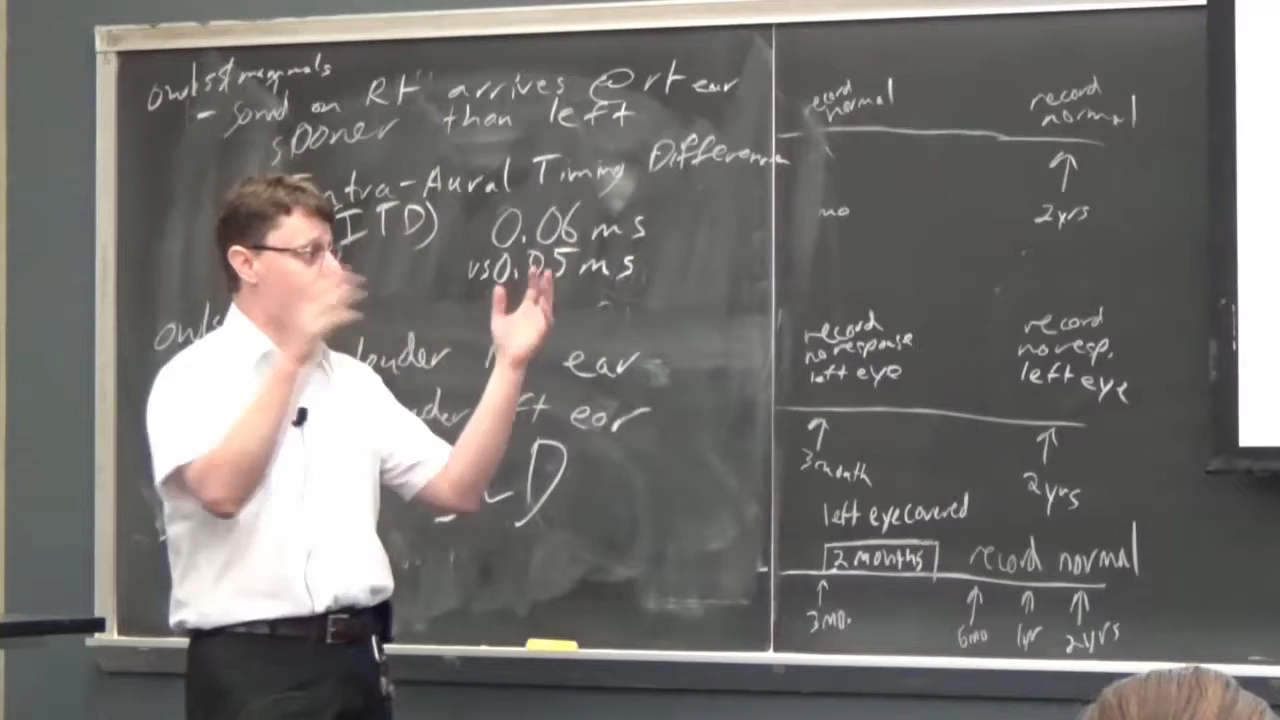 owls & mammals
- sound on Rt arrives @ rt ear
sooner than left
Intra-Aural Timing Difference
ITD) 0.06 ms
vs 0.05 ms
owls
louder ear
ear
LD
record
normal
record
normal
mo
2 yrs
record
no response
left eye
record
no resp.
left eye
3 month
2 yrs
left eye covered
2 months
record normal
3 mo.
6 mo
1 yr
2 yrs